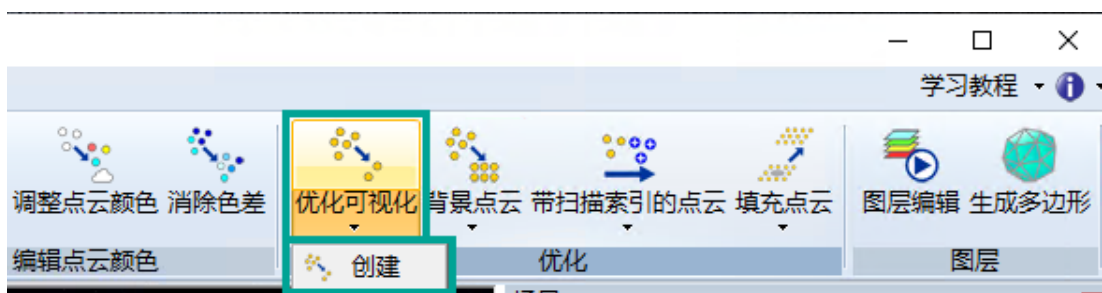 学习教程
调整点云颜色 消除色差 优化可视化 背景点云 带扫描索引的点云 填充点云 图层编辑 生成多边形
编辑点云颜色 优化 图层
创建